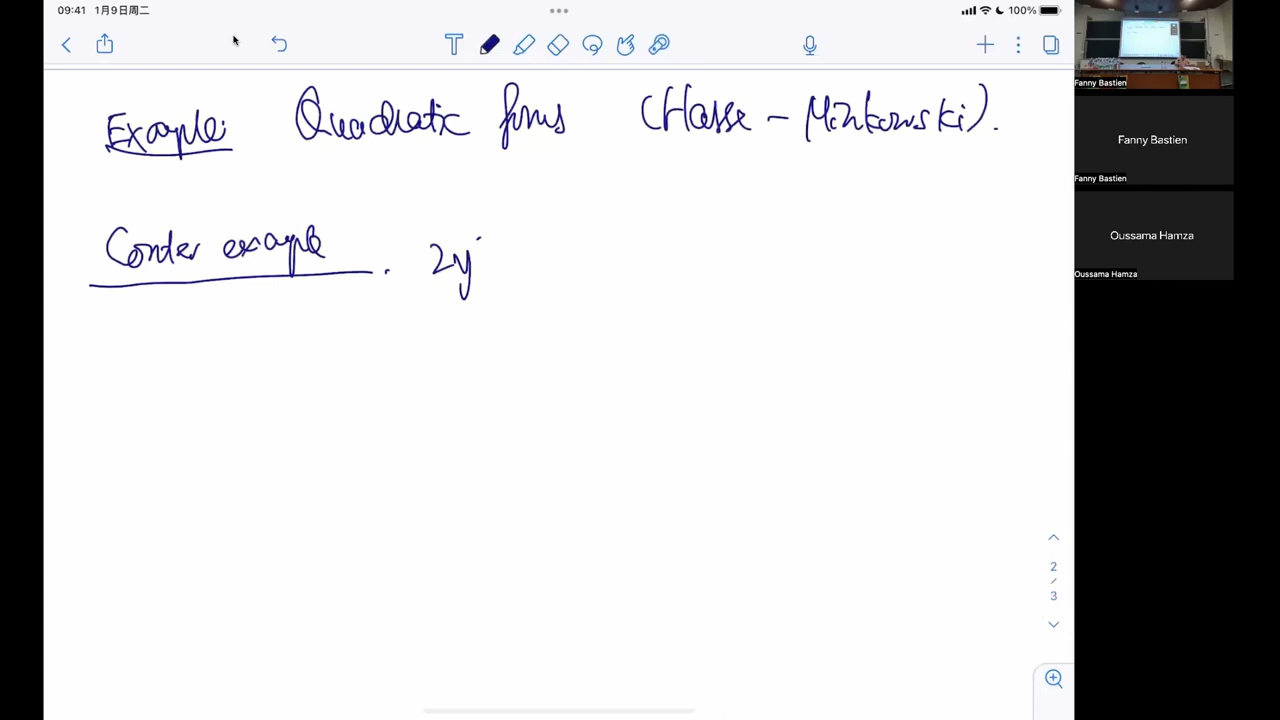 09:41 1月9日周二
100%
Example: Quadratic forms (Hasse - Minkowski).
Conter example. 2y
2
/
3
Fanny Bastien
Fanny Bastien
Fanny Bastien
Oussama Hamza
Oussama Hamza